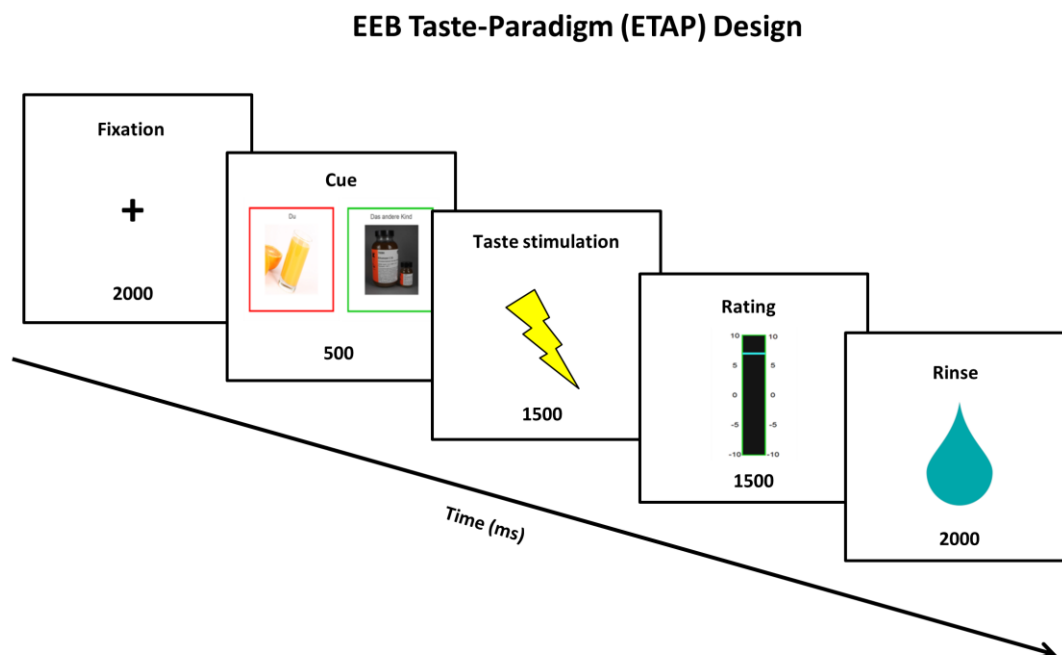 EEB Taste-Paradigm (ETAP) Design
Fixation
+
2000
Cue
Du
Das andere Kind
500
Taste stimulation
1500
Rating
10 10
5 5
0 0
-5 -5
-10 -10
1500
Rinse
2000
Time (ms)